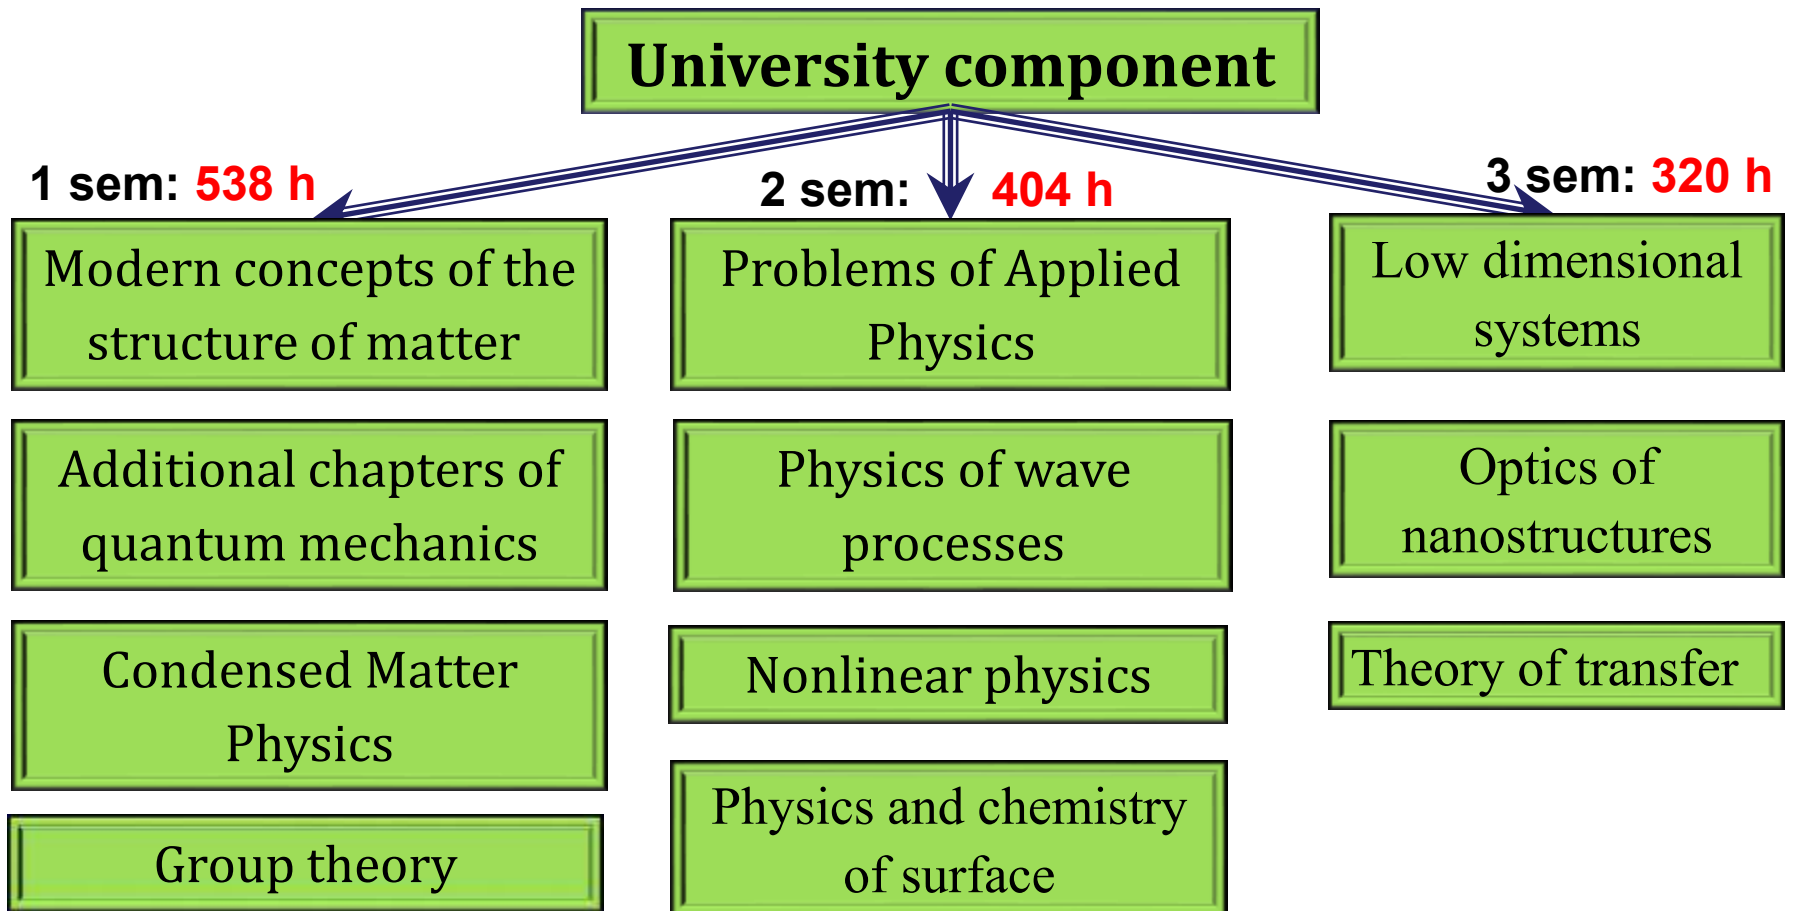 University component
1 sem: 538 h
2 sem: 404 h
3 sem: 320 h
Modern concepts of the
structure of matter
Additional chapters of
quantum mechanics
Condensed Matter
Physics
Group theory
Problems of Applied
Physics
Physics of wave
processes
Nonlinear physics
Physics and chemistry
of surface
Low dimensional
systems
Optics of
nanostructures
Theory of transfer